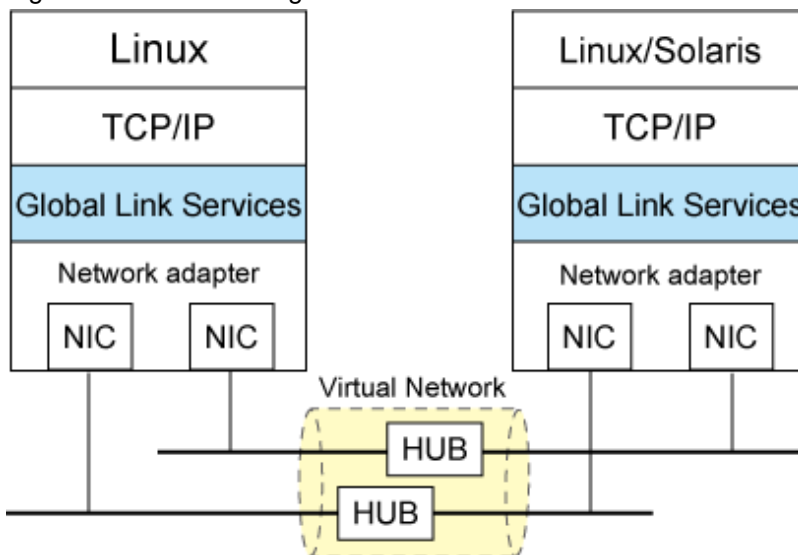 Linux
TCP/IP
Global Link Services
Network adapter
NIC
NIC
Linux/Solaris
TCP/IP
Global Link Services
Network adapter
NIC
NIC
Virtual Network
HUB
HUB